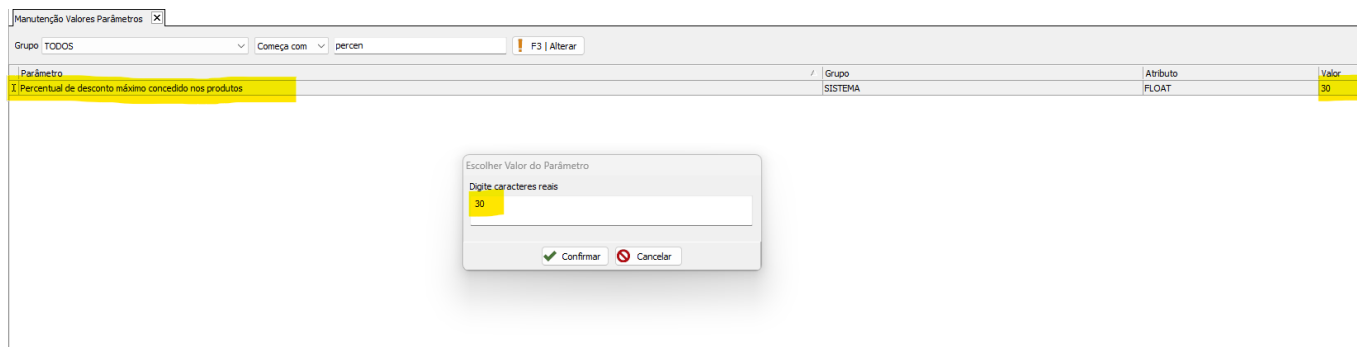 Manutenção Valores Parâmetros
Grupo TODOS Começa com percen F3 | Alterar
Parâmetro Grupo Atributo Valor
Percentual de desconto máximo concedido nos produtos SISTEMA FLOAT 30
Escolher Valor do Parâmetro
Digite caracteres reais
30
Confirmar Cancelar